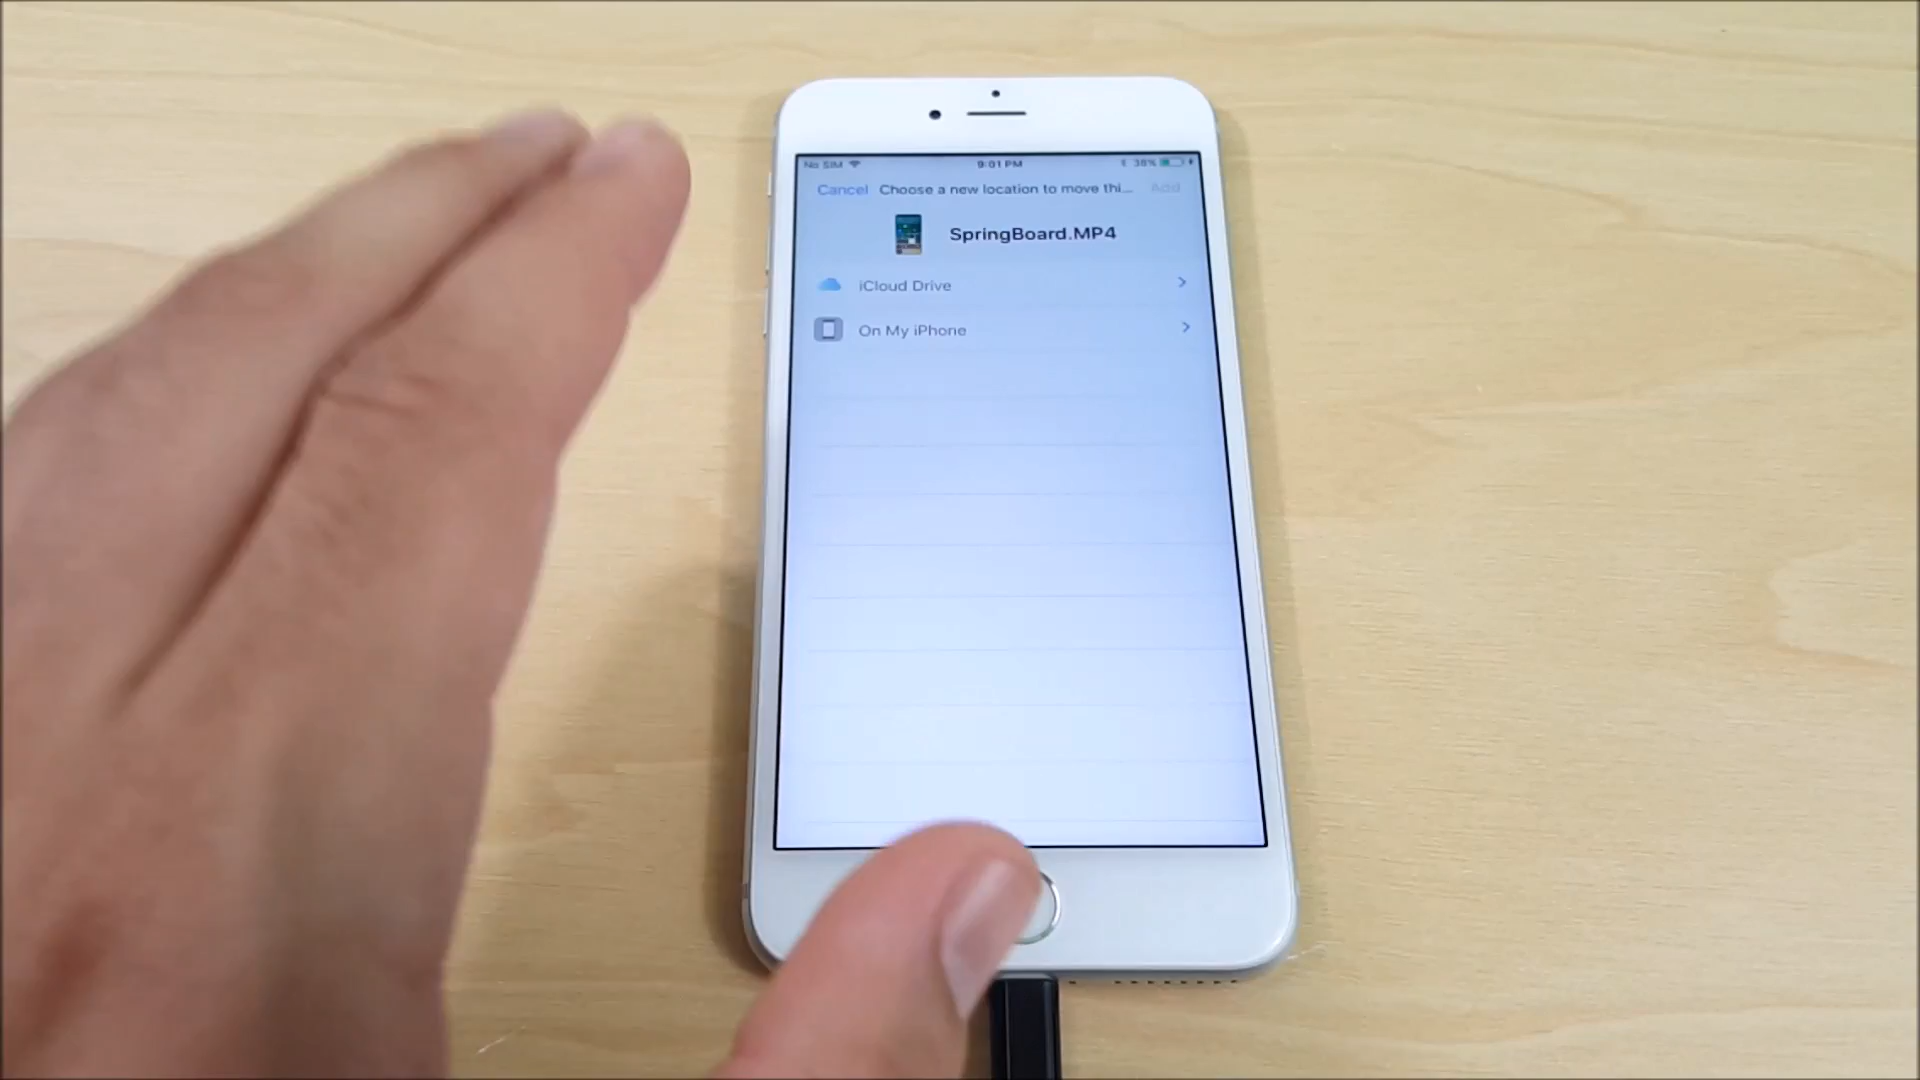 No SIM 9:01 PM 38%
Cancel Choose a new location to move thi... Add
SpringBoard.MP4
iCloud Drive
On My iPhone